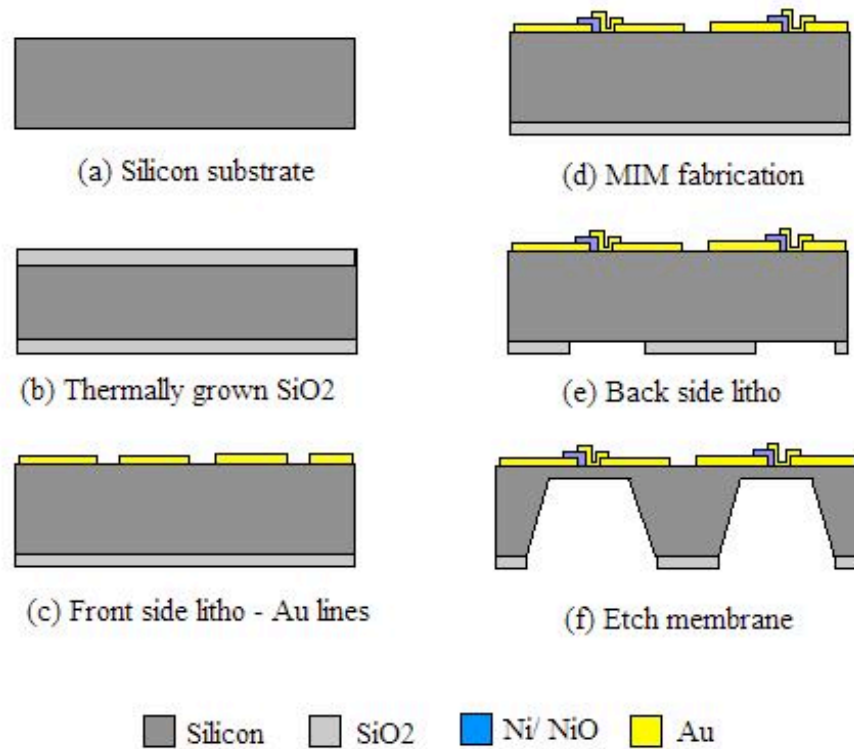 (a) Silicon substrate
(b) Thermally grown SiO2
(c) Front side litho - Au lines
(d) MIM fabrication
(e) Back side litho
(f) Etch membrane
Silicon SiO2 Ni/ NiO Au